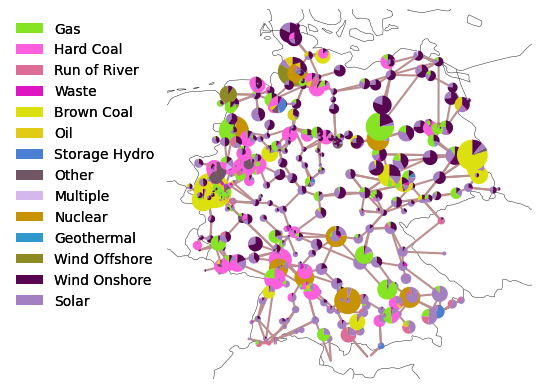 Gas
Hard Coal
Run of River
Waste
Brown Coal
Oil
Storage Hydro
Other
Multiple
Nuclear
Geothermal
Wind Offshore
Wind Onshore
Solar